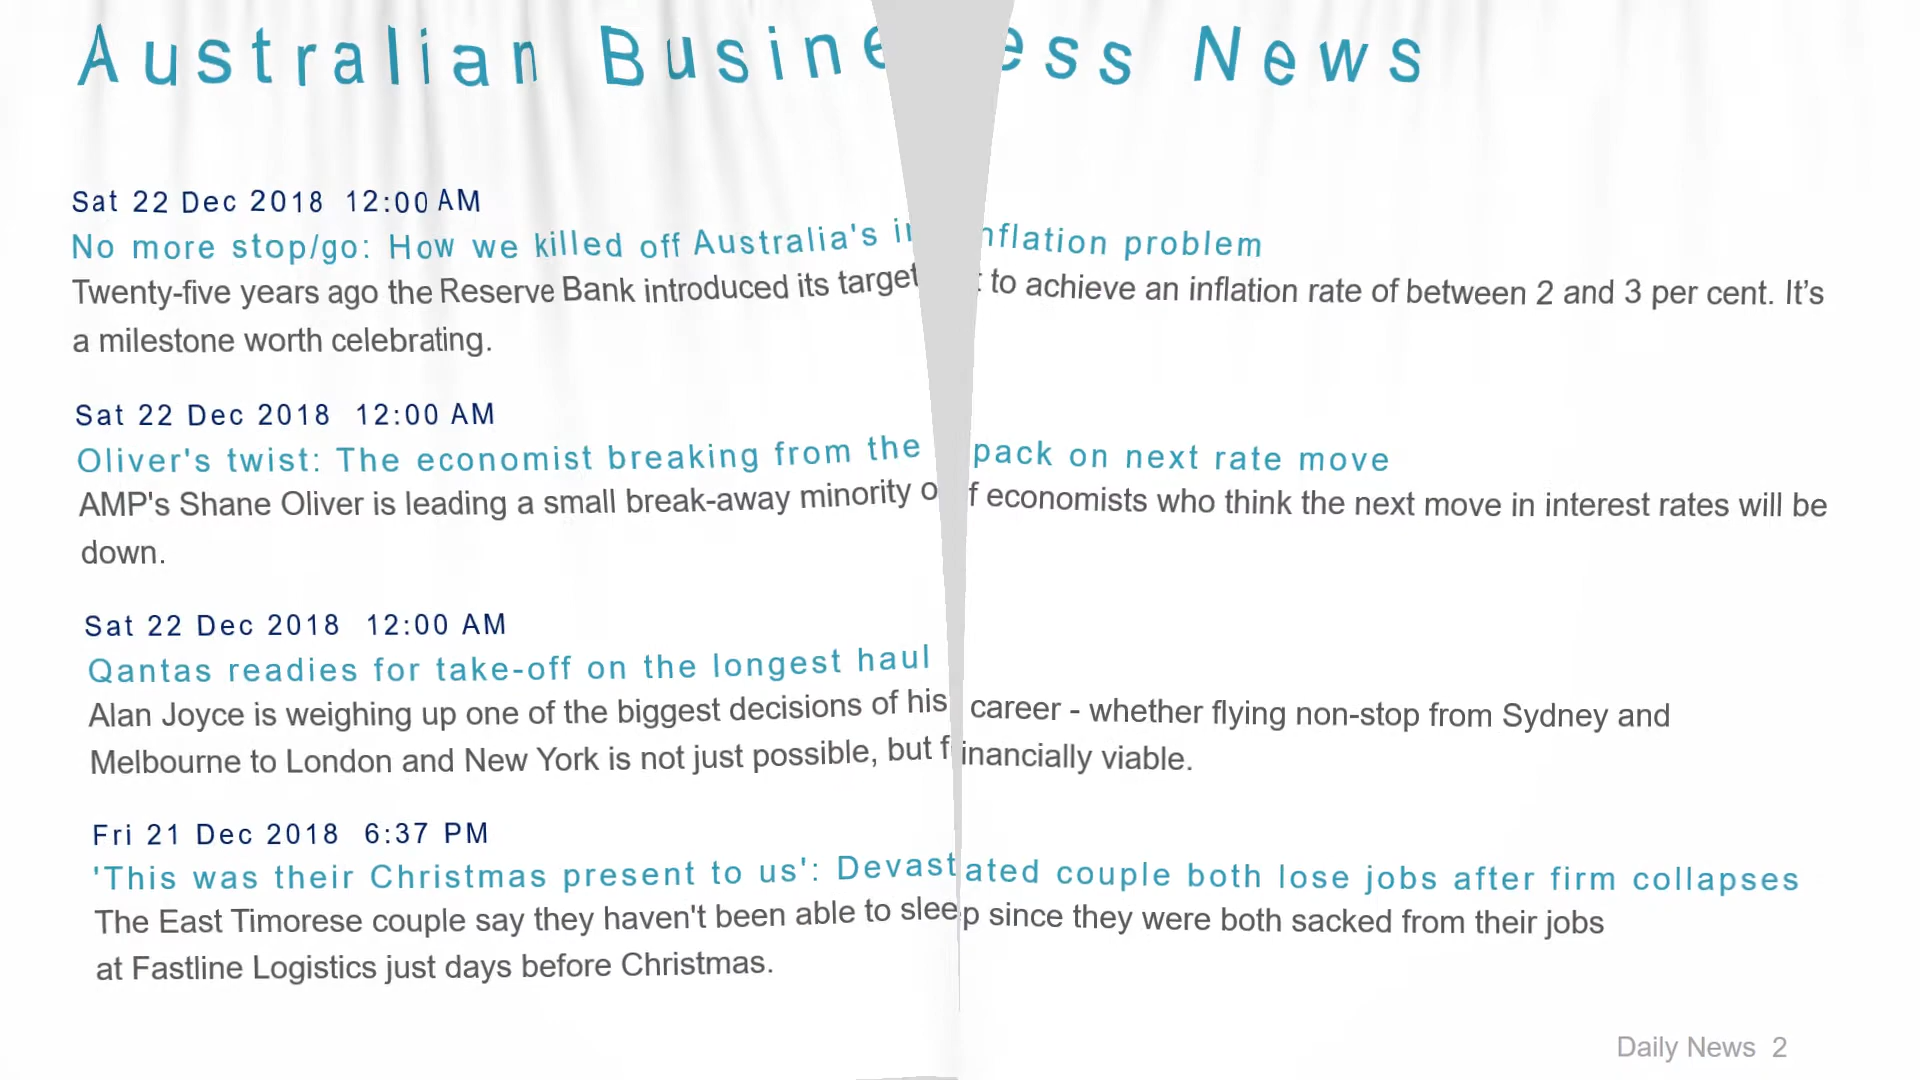 Australian Business News
Sat 22 Dec 2018 12:00 AM
No more stop/go: How we killed off Australia's inflation problem
Twenty-five years ago the Reserve Bank introduced its target to achieve an inflation rate of between 2 and 3 per cent. It’s
a milestone worth celebrating.
Sat 22 Dec 2018 12:00 AM
Oliver's twist: The economist breaking from the pack on next rate move
AMP's Shane Oliver is leading a small break-away minority of economists who think the next move in interest rates will be
down.
Sat 22 Dec 2018 12:00 AM
Qantas readies for take-off on the longest haul
Alan Joyce is weighing up one of the biggest decisions of his career - whether flying non-stop from Sydney and
Melbourne to London and New York is not just possible, but financially viable.
Fri 21 Dec 2018 6:37 PM
'This was their Christmas present to us': Devastated couple both lose jobs after firm collapses
The East Timorese couple say they haven't been able to sleep since they were both sacked from their jobs
at Fastline Logistics just days before Christmas.
Daily News 2